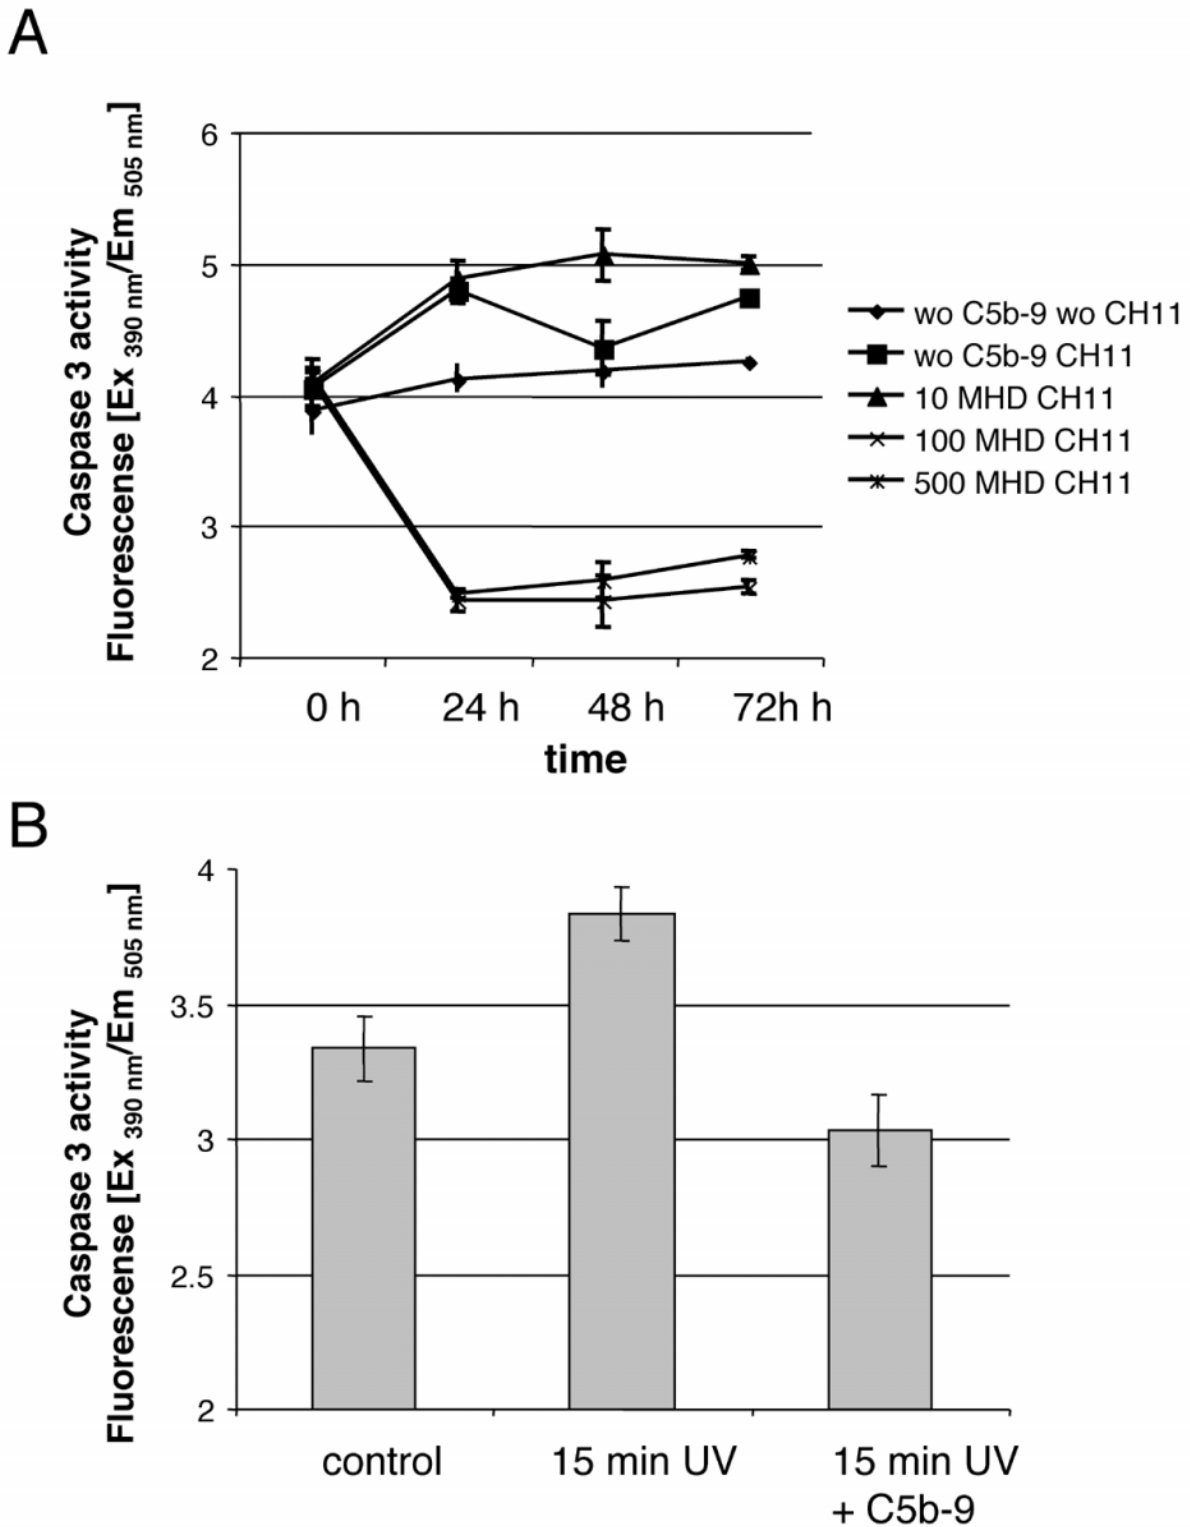 A
Caspase 3 activity
Fluorescense [Ex 390 nm/Em 505 nm]
6
5
4
3
2
0 h 24 h 48 h 72h h
time
wo C5b-9 wo CH11
wo C5b-9 CH11
10 MHD CH11
100 MHD CH11
500 MHD CH11
B
Caspase 3 activity
Fluorescense [Ex 390 nm/Em 505 nm]
4
3.5
3
2.5
2
control 15 min UV 15 min UV
+ C5b-9